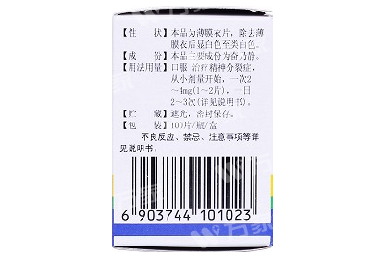 【性　　状】本品为薄膜衣片，除去薄
膜衣后显白色至类白色。
【成　　份】本品主要成份为奋乃静。
【用法用量】口服 治疗精神分裂症，
从小剂量开始，一次2
～4mg(1～2片)，一日
2～3次(详见说明书)。
【贮　　藏】遮光，密封保存。
【包　　装】100片/瓶/盒
不良反应、禁忌、注意事项等详
见说明书。
6 903744 101023